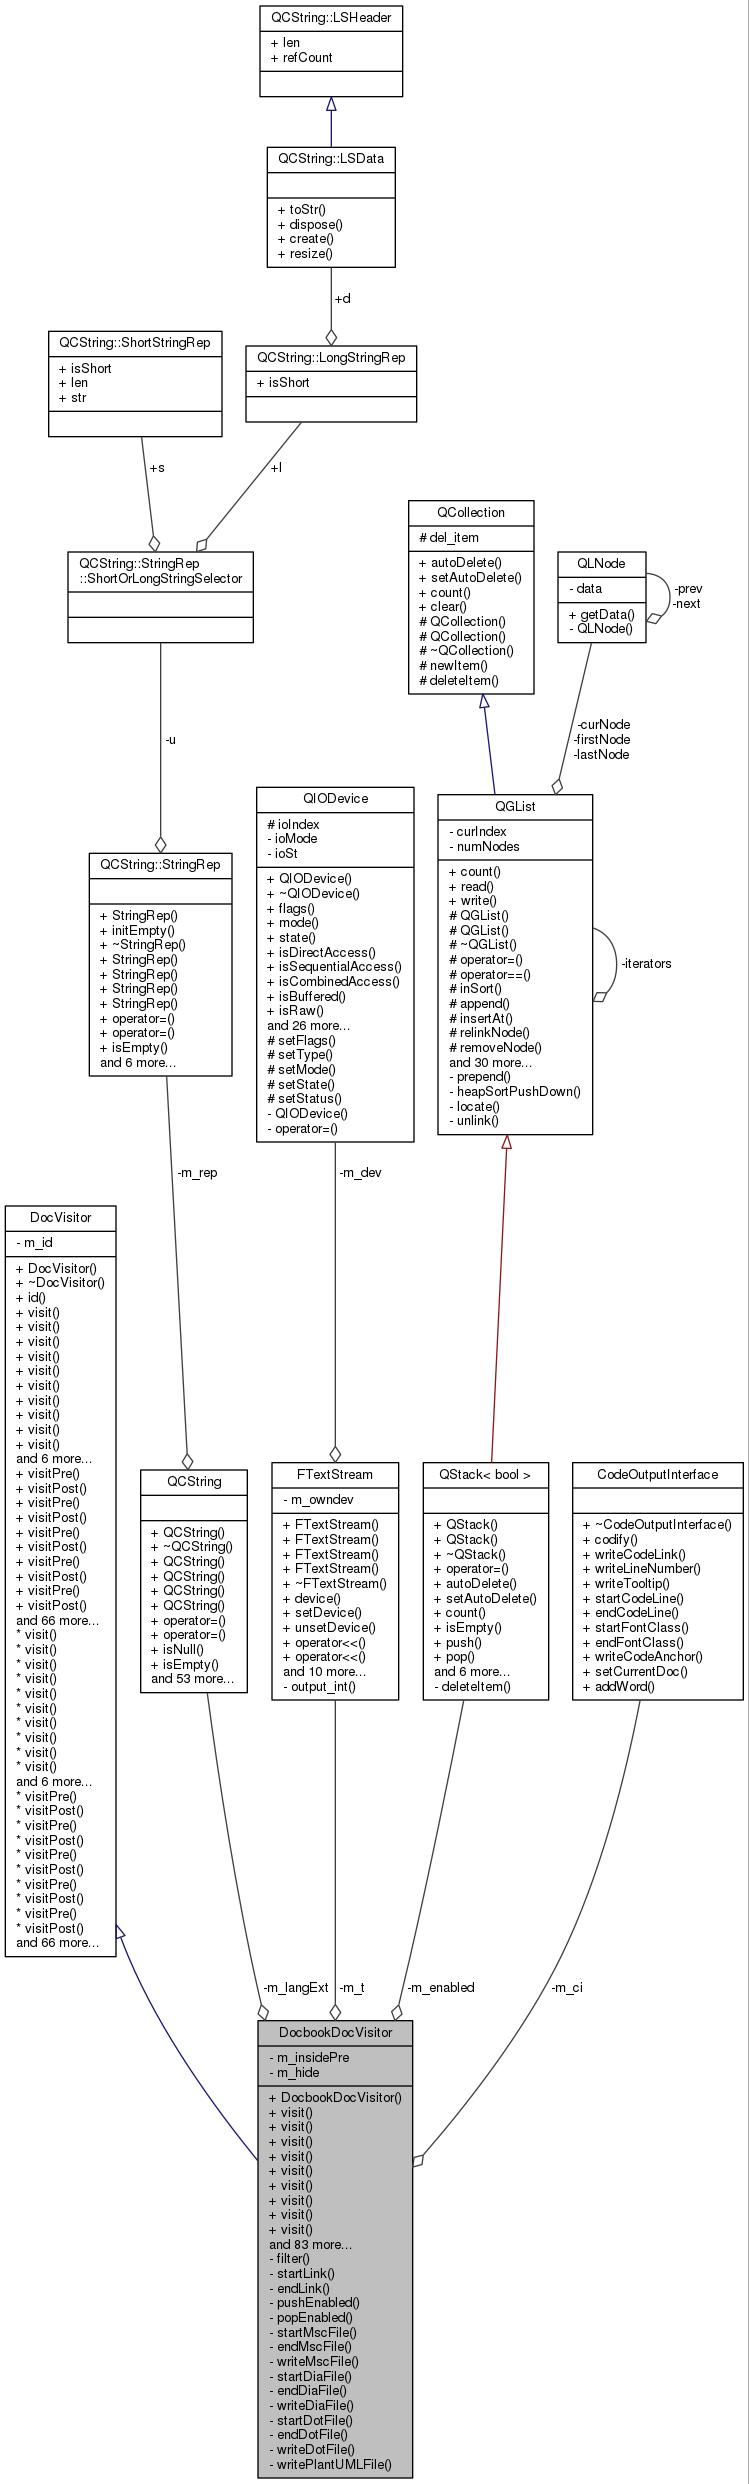 QCString::LSHeader
+ len
+ refCount
QCString::LSData
+ toStr()
+ dispose()
+ create()
+ resize()
+d
QCString::ShortStringRep
+ isShort
+ len
+ str
QCString::LongStringRep
+ isShort
+s
+l
QCString::StringRep
::ShortOrLongStringSelector
QCollection
# del_item
+ autoDelete()
+ setAutoDelete()
+ count()
+ clear()
# QCollection()
# QCollection()
# ~QCollection()
# newItem()
# deleteItem()
QLNode
- data
+ getData()
- QLNode()
-prev
-next
-u
-curNode
-firstNode
-lastNode
QIODevice
# ioIndex
- ioMode
- ioSt
+ QIODevice()
+ ~QIODevice()
+ flags()
+ mode()
+ state()
+ isDirectAccess()
+ isSequentialAccess()
+ isCombinedAccess()
+ isBuffered()
+ isRaw()
and 26 more...
# setFlags()
# setType()
# setMode()
# setState()
# setStatus()
- QIODevice()
- operator=()
QGList
- curIndex
- numNodes
+ count()
+ read()
+ write()
# QGList()
# QGList()
# ~QGList()
# operator=()
# operator==()
# inSort()
# append()
# insertAt()
# relinkNode()
# removeNode()
and 30 more...
- prepend()
- heapSortPushDown()
- locate()
- unlink()
-iterators
QCString::StringRep
+ StringRep()
+ initEmpty()
+ ~StringRep()
+ StringRep()
+ StringRep()
+ StringRep()
+ StringRep()
+ operator=()
+ operator=()
+ isEmpty()
and 6 more...
-m_rep
-m_dev
DocVisitor
- m_id
+ DocVisitor()
+ ~DocVisitor()
+ id()
+ visit()
+ visit()
+ visit()
+ visit()
+ visit()
+ visit()
+ visit()
+ visit()
+ visit()
+ visit()
and 6 more...
+ visitPre()
+ visitPost()
+ visitPre()
+ visitPost()
+ visitPre()
+ visitPost()
+ visitPre()
+ visitPost()
+ visitPre()
+ visitPost()
and 66 more...
* visit()
* visit()
* visit()
* visit()
* visit()
* visit()
* visit()
* visit()
* visit()
* visit()
and 6 more...
* visitPre()
* visitPost()
* visitPre()
* visitPost()
* visitPre()
* visitPost()
* visitPre()
* visitPost()
* visitPre()
* visitPost()
and 66 more...
QCString
+ QCString()
+ ~QCString()
+ QCString()
+ QCString()
+ QCString()
+ QCString()
+ operator=()
+ operator=()
+ isNull()
+ isEmpty()
and 53 more...
FTextStream
- m_owndev
+ FTextStream()
+ FTextStream()
+ FTextStream()
+ FTextStream()
+ ~FTextStream()
+ device()
+ setDevice()
+ unsetDevice()
+ operator<<()
+ operator<<()
and 10 more...
- output_int()
QStack< bool >
+ QStack()
+ QStack()
+ ~QStack()
+ operator=()
+ autoDelete()
+ setAutoDelete()
+ count()
+ isEmpty()
+ push()
+ pop()
and 6 more...
- deleteItem()
CodeOutputInterface
+ ~CodeOutputInterface()
+ codify()
+ writeCodeLink()
+ writeLineNumber()
+ writeTooltip()
+ startCodeLine()
+ endCodeLine()
+ startFontClass()
+ endFontClass()
+ writeCodeAnchor()
+ setCurrentDoc()
+ addWord()
-m_langExt
-m_t
-m_enabled
-m_ci
DocbookDocVisitor
- m_insidePre
- m_hide
+ DocbookDocVisitor()
+ visit()
+ visit()
+ visit()
+ visit()
+ visit()
+ visit()
+ visit()
+ visit()
+ visit()
and 83 more...
- filter()
- startLink()
- endLink()
- pushEnabled()
- popEnabled()
- startMscFile()
- endMscFile()
- writeMscFile()
- startDiaFile()
- endDiaFile()
- writeDiaFile()
- startDotFile()
- endDotFile()
- writeDotFile()
- writePlantUMLFile()